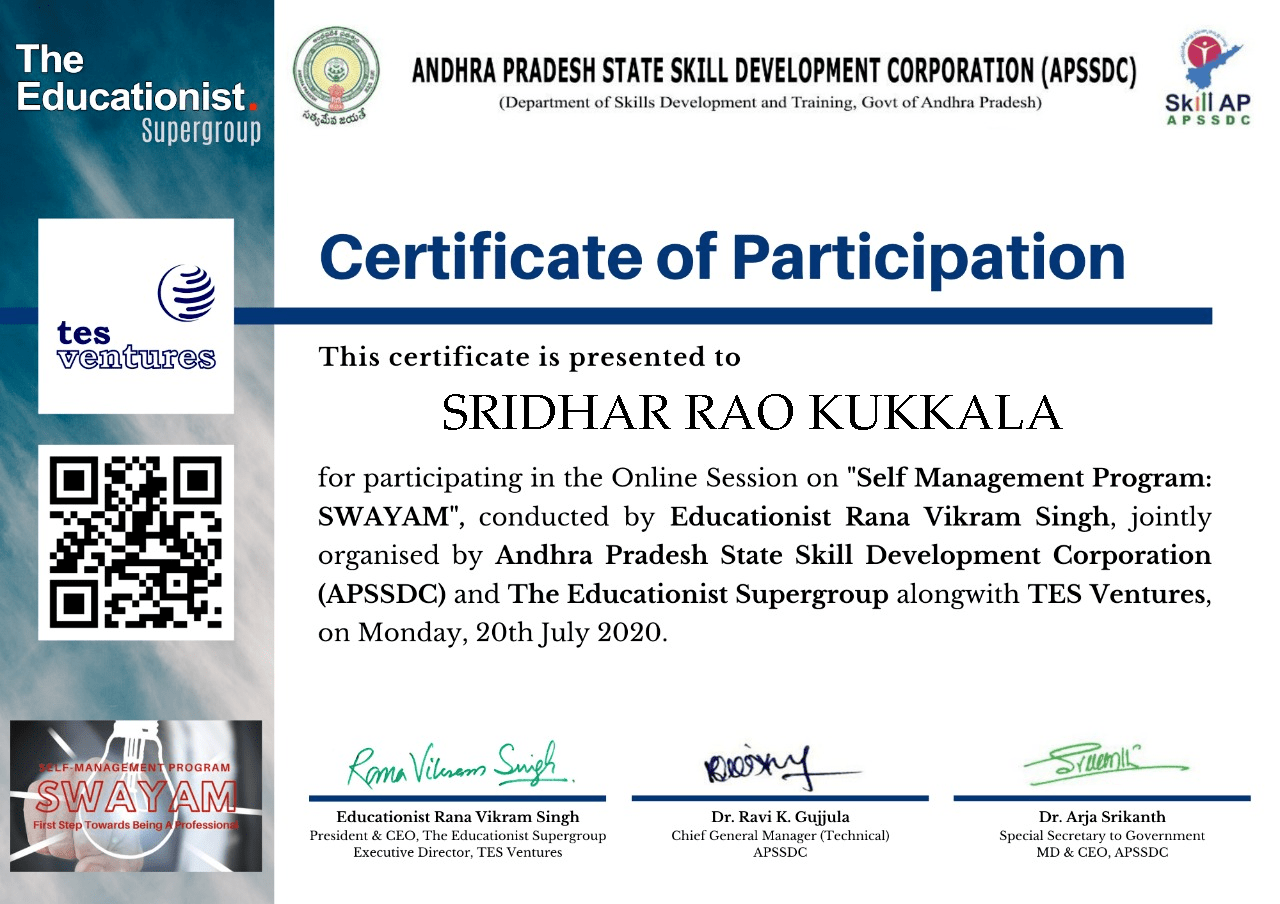 The
Educationist.
Supergroup
ANDHRA PRADESH STATE SKILL DEVELOPMENT CORPORATION (APSSDC)
(Department of Skills Development and Training, Govt of Andhra Pradesh)
సత్యమేవ జయతే
Skill AP
APSSDC
tes
ventures
Certificate of Participation
This certificate is presented to
SRIDHAR RAO KUKKALA
for participating in the Online Session on "Self Management Program:
SWAYAM", conducted by Educationist Rana Vikram Singh, jointly
organised by Andhra Pradesh State Skill Development Corporation
(APSSDC) and The Educationist Supergroup alongwith TES Ventures,
on Monday, 20th July 2020.
SELF-MANAGEMENT PROGRAM
SWAYAM
First Step Towards Being A Professional
Rana Vikram Singh
Educationist Rana Vikram Singh
President & CEO, The Educationist Supergroup
Executive Director, TES Ventures
Dr. Ravi K. Gujjula
Chief General Manager (Technical)
APSSDC
Dr. Arja Srikanth
Special Secretary to Government
MD & CEO, APSSDC